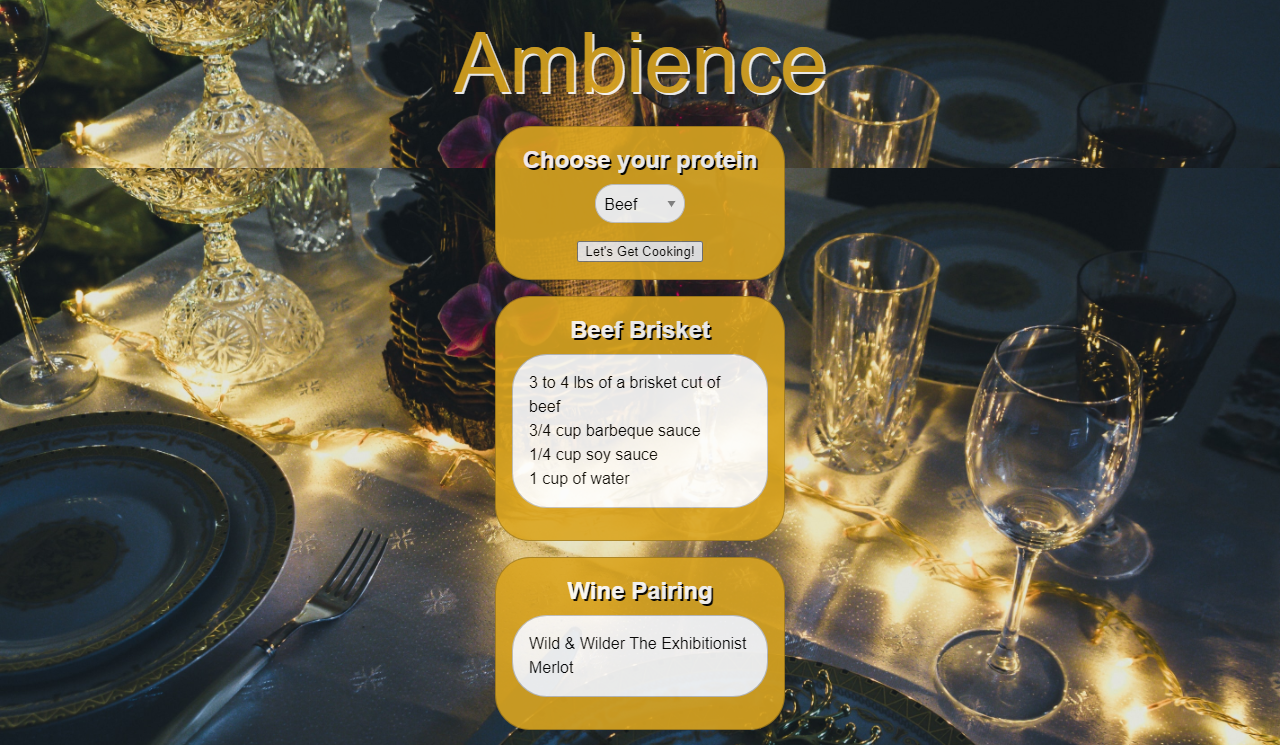 Ambience
Choose your protein
Beef
Let's Get Cooking!
Beef Brisket
3 to 4 lbs of a brisket cut of
beef
3/4 cup barbeque sauce
1/4 cup soy sauce
1 cup of water
Wine Pairing
Wild & Wilder The Exhibitionist
Merlot